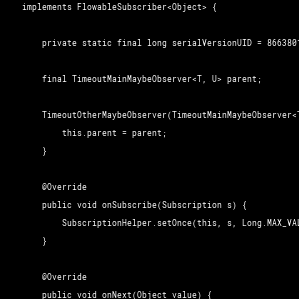 implements FlowableSubscriber<Object> {
private static final long serialVersionUID = 866380
final TimeoutMainMaybeObserver<T, U> parent;
TimeoutOtherMaybeObserver(TimeoutMainMaybeObserver<T
this.parent = parent;
}
@Override
public void onSubscribe(Subscription s) {
SubscriptionHelper.setOnce(this, s, Long.MAX_VAL
}
@Override
public void onNext(Object value) {